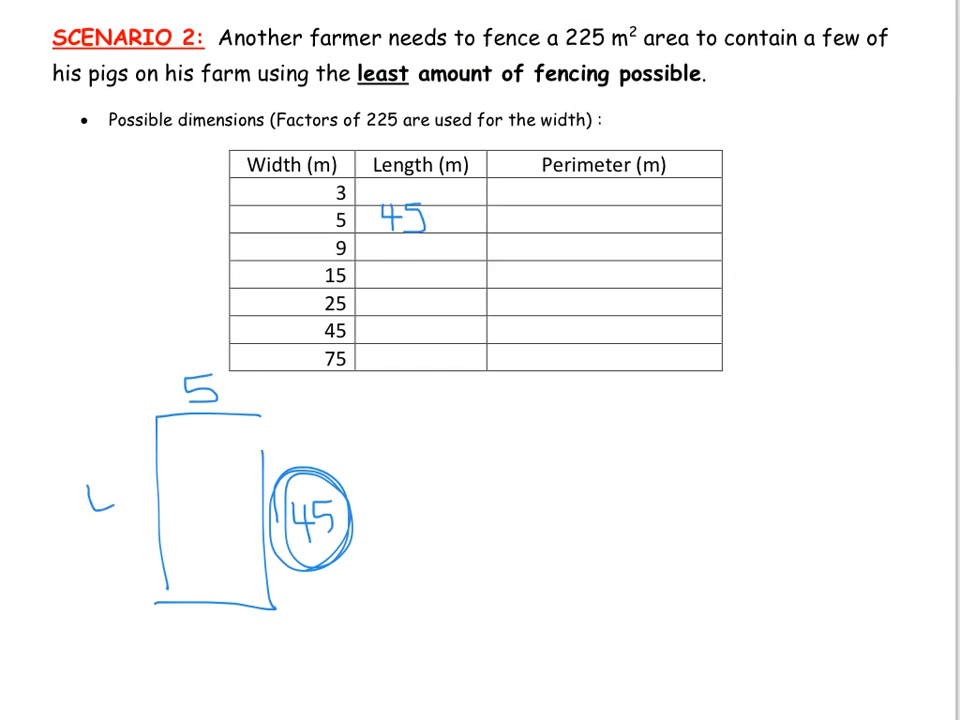 SCENARIO 2: Another farmer needs to fence a 225 m² area to contain a few of
his pigs on his farm using the least amount of fencing possible.
• Possible dimensions (Factors of 225 are used for the width) :
Width (m) Length (m) Perimeter (m)
3
5 45
9
15
25
45
75
5
L 45